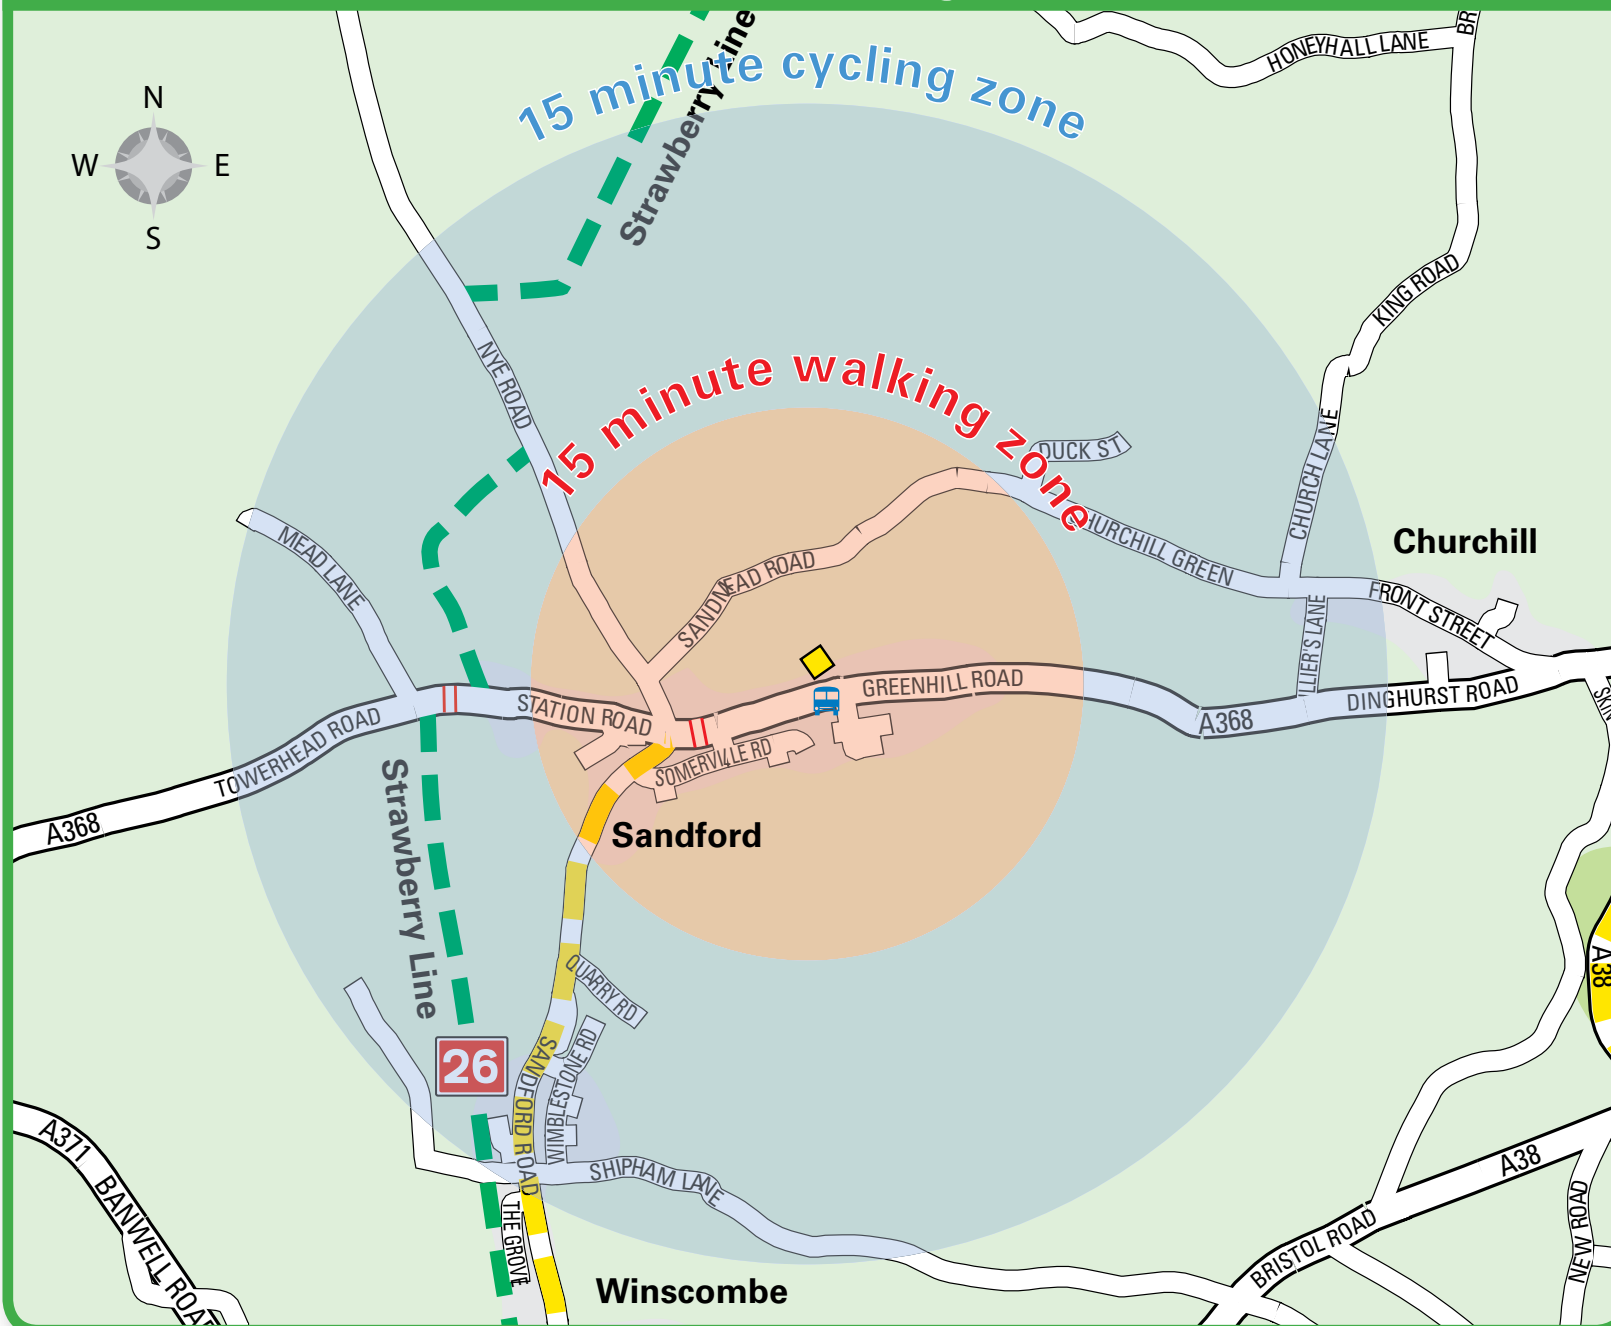 15 minute cycling zone
Strawberry Line
HONEYHALL LANE
BR
N
W
E
S
KING ROAD
NYE ROAD
15 minute walking zone
DUCK ST
CHURCH LANE
CHURCHILL GREEN
Churchill
MEAD LANE
SANDMEAD ROAD
FRONT STREET
LLIER'S LANE
GREENHILL ROAD
DINGHURST ROAD
STATION ROAD
A368
TOWERHEAD ROAD
SOMERVILLE RD
A368
Strawberry Line
Sandford
A38
QUARRY RD
26
SANDFORD ROAD
WIMBLESTONE RD
A371
BANWELL ROAD
SHIPHAM LANE
A38
THE GROVE
BRISTOL ROAD
NEW ROAD
Winscombe